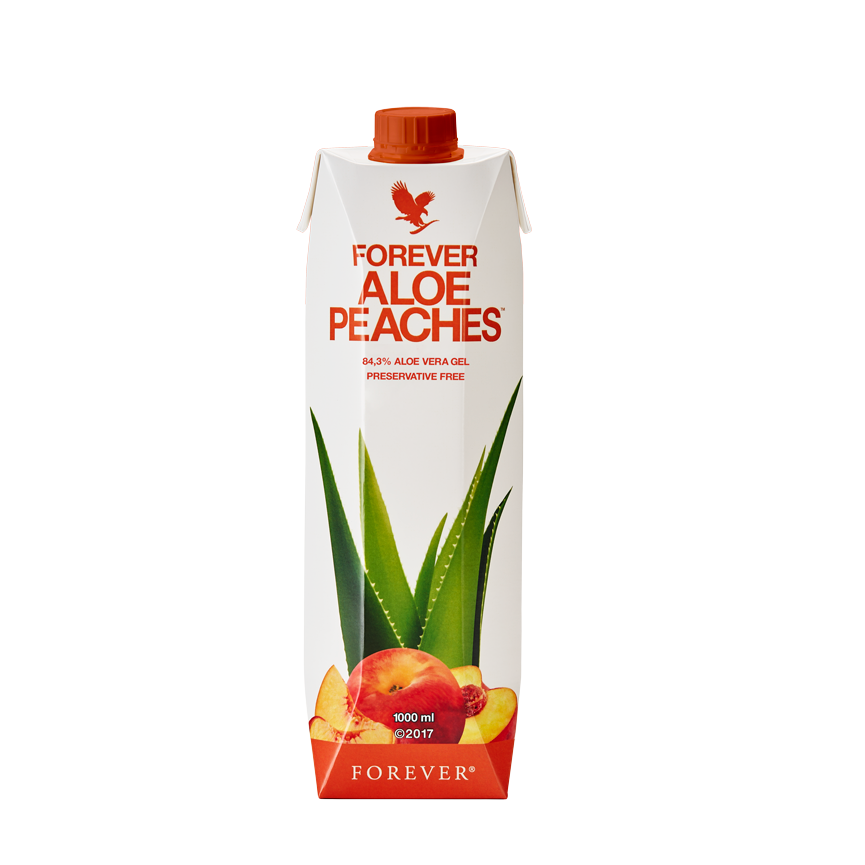 FOREVER
ALOE
PEACHES™
84,3% ALOE VERA GEL
PRESERVATIVE FREE
1000 ml
©2017
FOREVER®